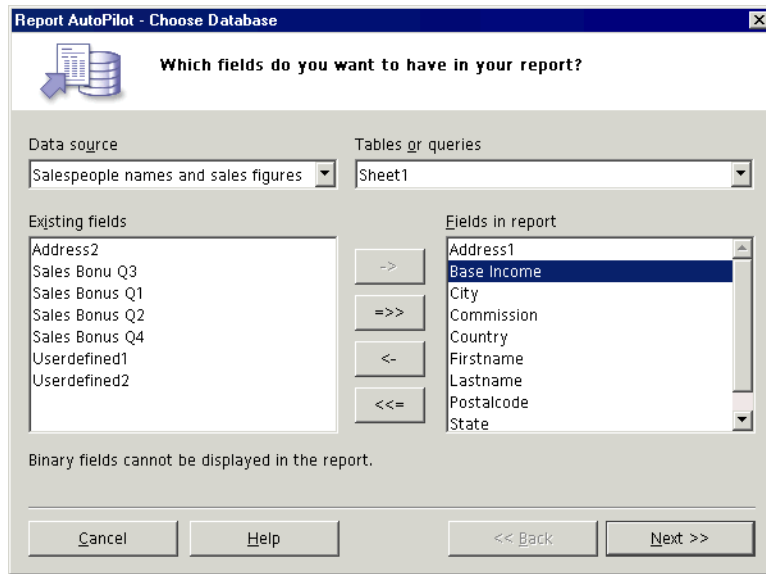 Report AutoPilot - Choose Database
Which fields do you want to have in your report?
Data source
Tables or queries
Salespeople names and sales figures
Sheet1
Existing fields
Fields in report
Address2
Sales Bonu Q3
Sales Bonus Q1
Sales Bonus Q2
Sales Bonus Q4
Userdefined1
Userdefined2
->
=>>
<-
<<=
Address1
Base Income
City
Commission
Country
Firstname
Lastname
Postalcode
State
Binary fields cannot be displayed in the report.
Cancel
Help
<< Back
Next >>